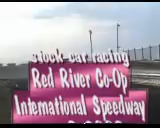 stock-car racing
Red River Co-Op
International Speedway